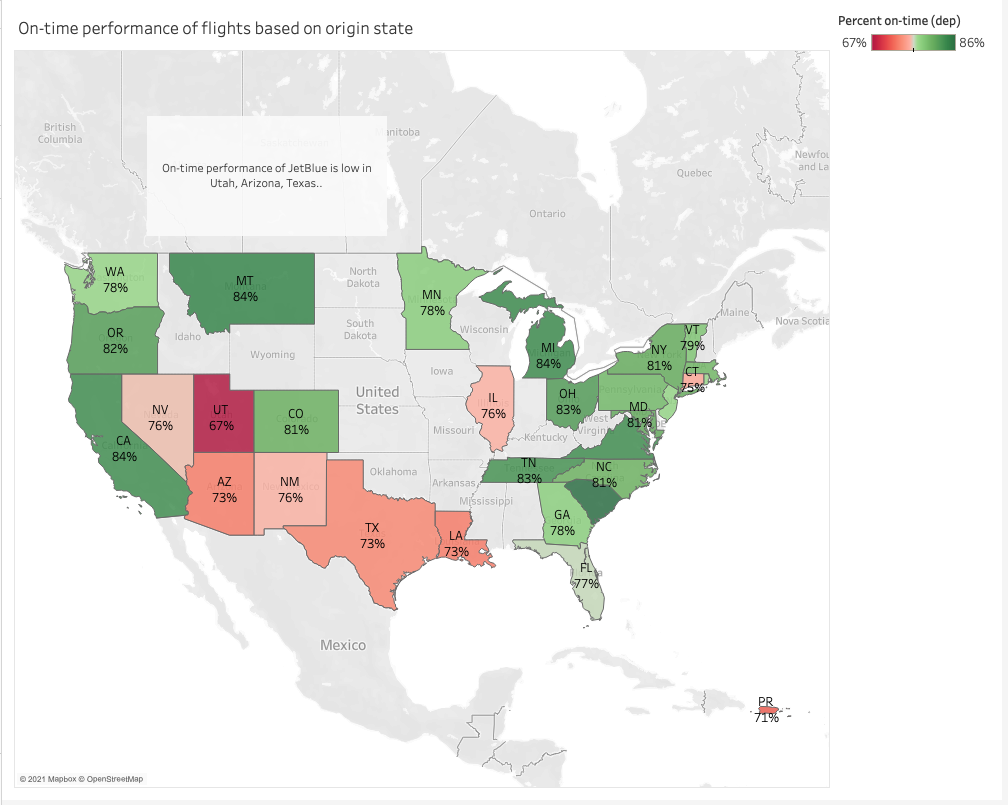 On-time performance of flights based on origin state
Percent on-time (dep)
67%
86%
British
Columbia
Manitoba
Newfou
and La
On-time performance of JetBlue is low in
Utah, Arizona, Texas..
Quebec
Ontario
WA
78%
MT
84%
North
Dakota
MN
78%
Maine
Nova Scotia
OR
82%
Idaho
South
Dakota
Wisconsin
VT
79%
NY
81%
MI
84%
Wyoming
Iowa
CT
75%
Pennsylvania
United
States
NV
76%
UT
67%
CO
81%
IL
76%
OH
83%
MD
81%
DE
West
Virginia
CA
84%
Missouri
Kentucky
AZ
73%
NM
76%
Oklahoma
Arkansas
TN
83%
NC
81%
Mississippi
TX
73%
LA
73%
GA
78%
FL
77%
Mexico
PR
71%
© 2021 Mapbox © OpenStreetMap